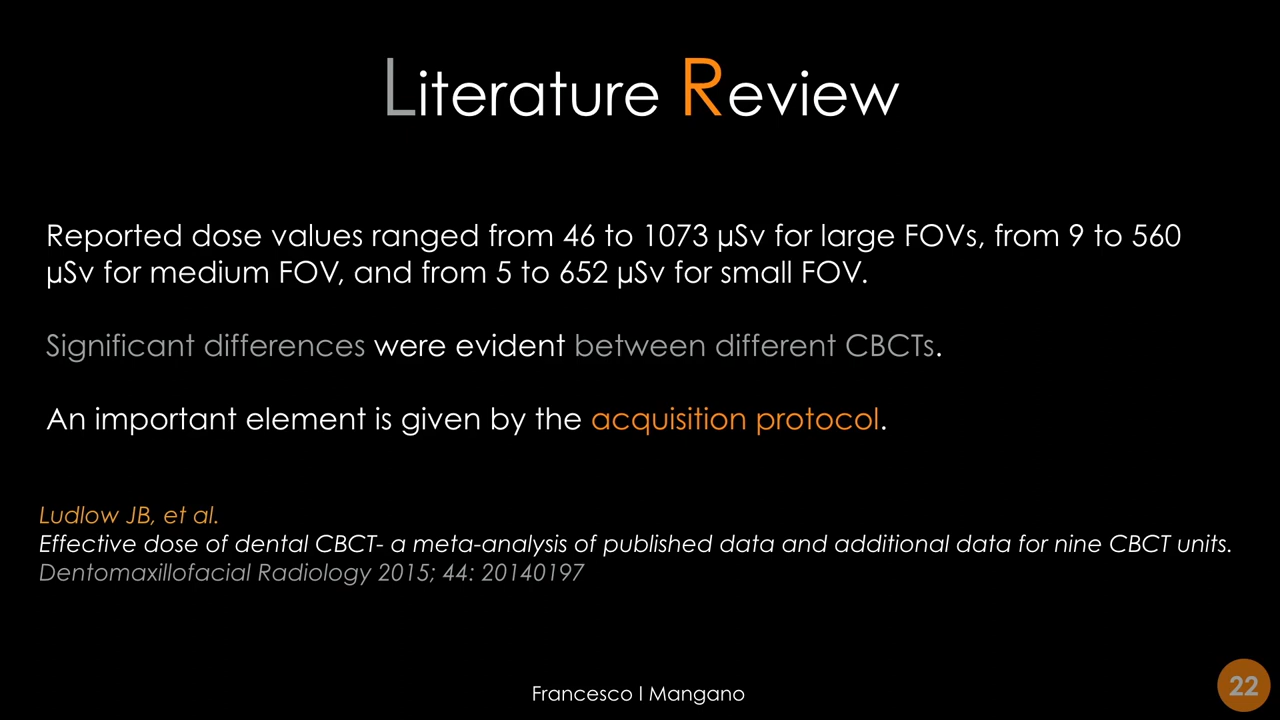 Literature Review
Reported dose values ranged from 46 to 1073 µSv for large FOVs, from 9 to 560
µSv for medium FOV, and from 5 to 652 µSv for small FOV.
Significant differences were evident between different CBCTs.
An important element is given by the acquisition protocol.
Ludlow JB, et al.
Effective dose of dental CBCT- a meta-analysis of published data and additional data for nine CBCT units.
Dentomaxillofacial Radiology 2015; 44: 20140197
Francesco l Mangano
22